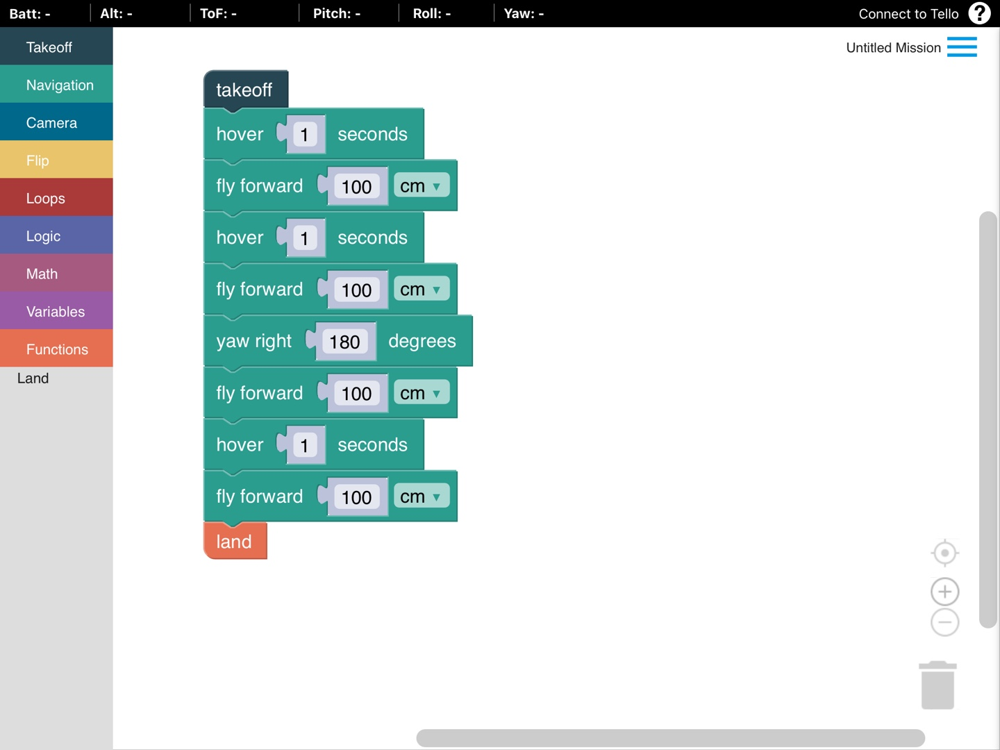 Batt: - Alt: - ToF: - Pitch: - Roll: - Yaw: - Connect to Tello ?
Untitled Mission
Takeoff
Navigation
Camera
Flip
Loops
Logic
Math
Variables
Functions
Land
takeoff
hover 1 seconds
fly forward 100 cm
hover 1 seconds
fly forward 100 cm
yaw right 180 degrees
fly forward 100 cm
hover 1 seconds
fly forward 100 cm
land